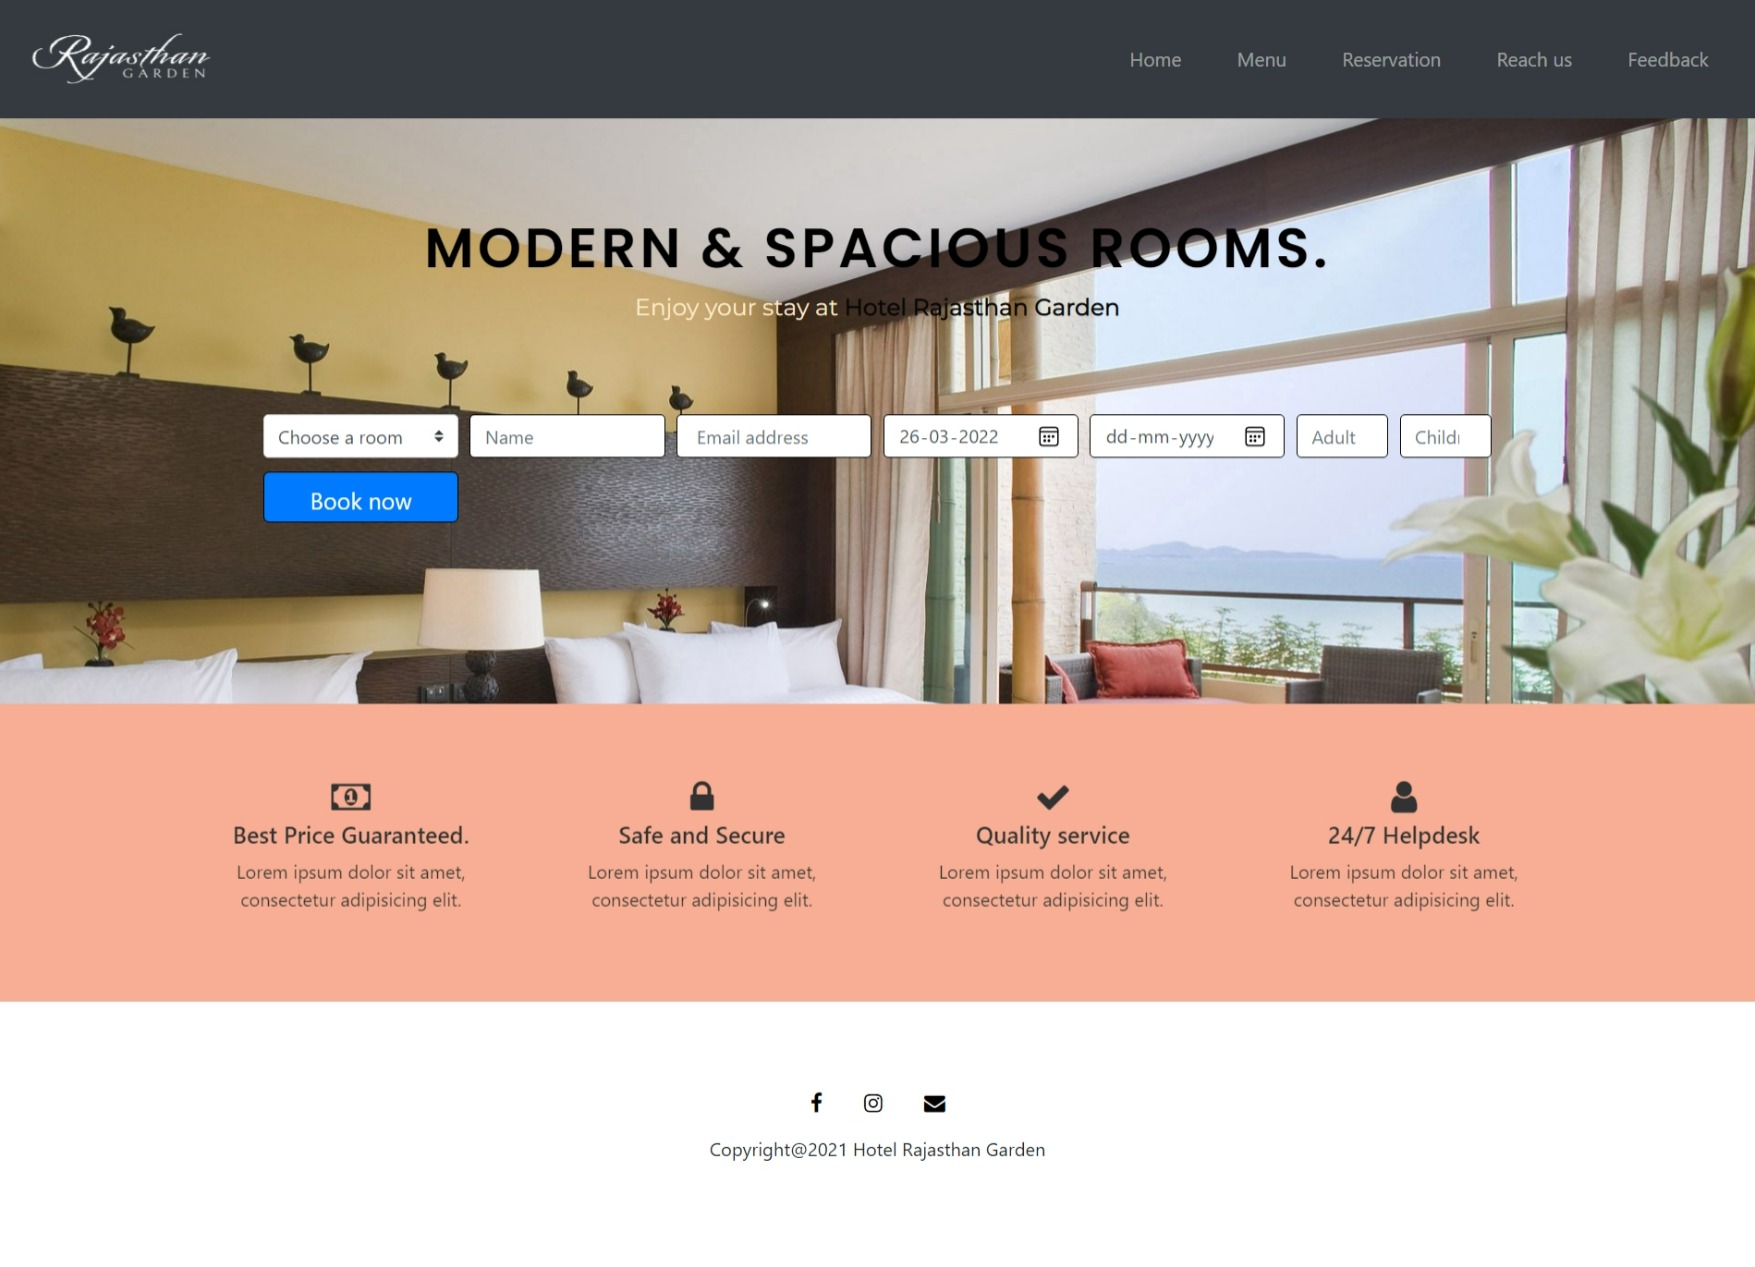 Rajasthan
GARDEN
Home Menu Reservation Reach us Feedback
MODERN & SPACIOUS ROOMS.
Enjoy your stay at Hotel Rajasthan Garden
Choose a room Name Email address 26-03-2022 dd-mm-yyyy Adult Child
Book now
Best Price Guaranteed.
Lorem ipsum dolor sit amet,
consectetur adipisicing elit.
Safe and Secure
Lorem ipsum dolor sit amet,
consectetur adipisicing elit.
Quality service
Lorem ipsum dolor sit amet,
consectetur adipisicing elit.
24/7 Helpdesk
Lorem ipsum dolor sit amet,
consectetur adipisicing elit.
Copyright@2021 Hotel Rajasthan Garden